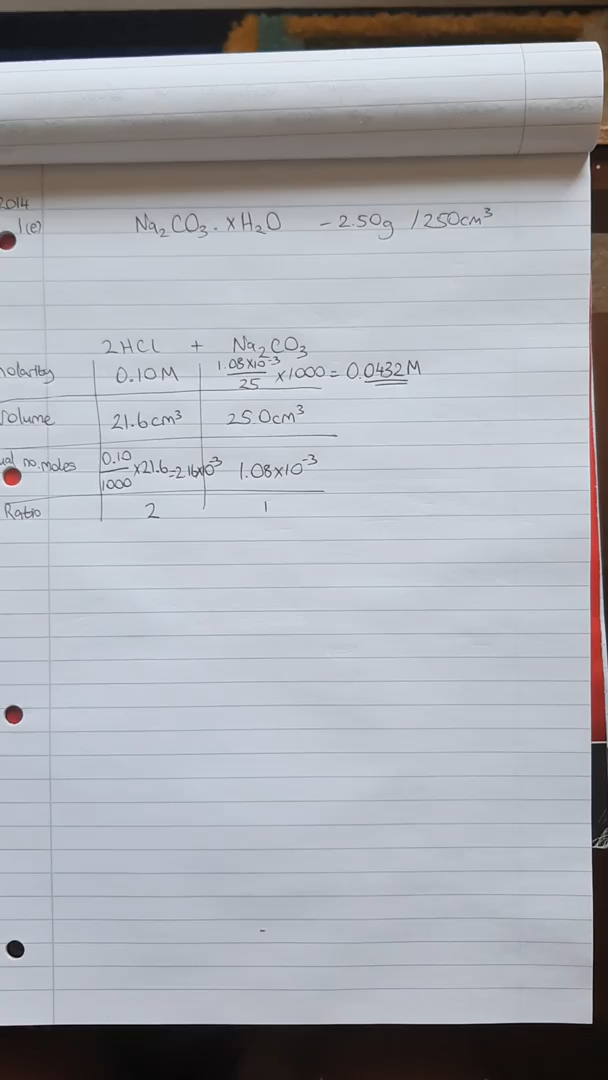 2014
1(e) Na₂CO₃. xH₂O - 2.50g /250cm³
2HCl + Na₂CO₃
olarity 0.10M 1.08x10⁻³/25 x1000 = 0.0432M
Volume 21.6cm³ 25.0cm³
ual no. moles 0.10/1000 x21.6=2.16x10⁻³ 1.08x10⁻³
Ratio 2 1